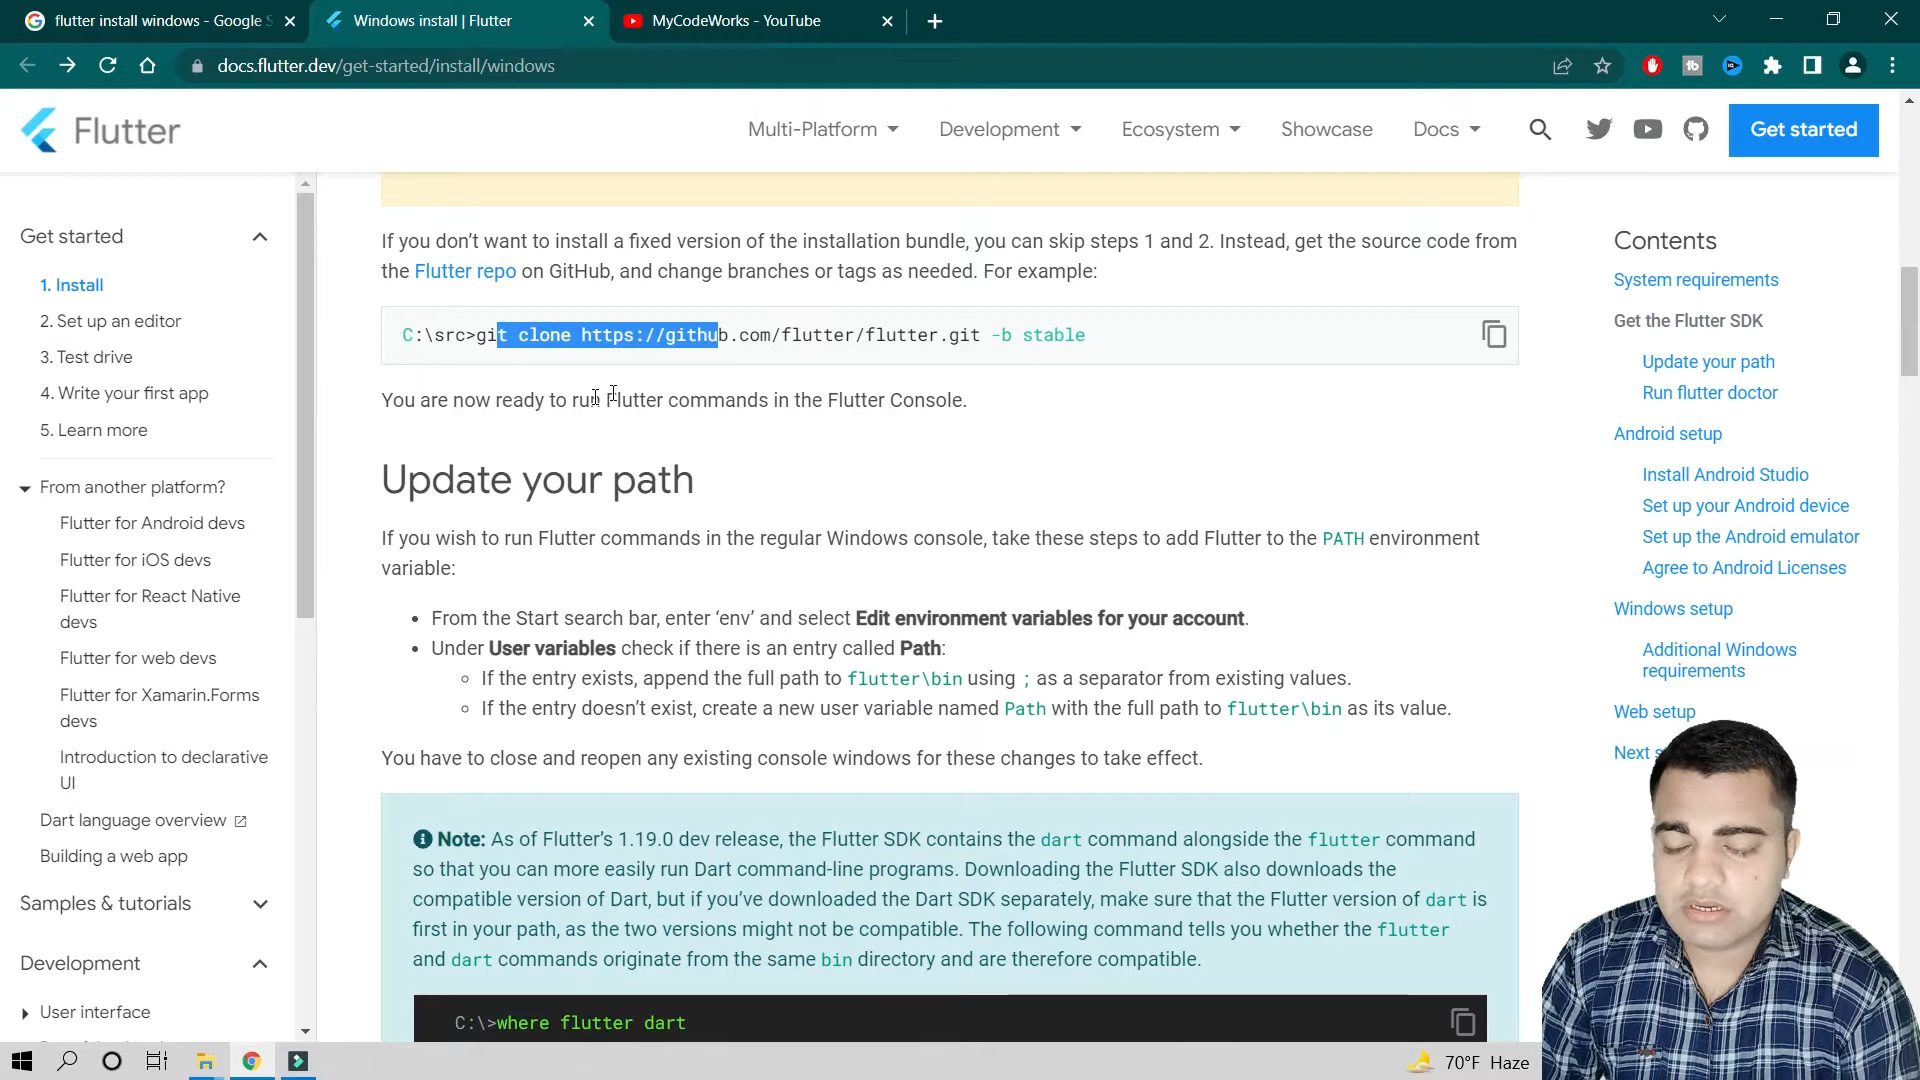 flutter install windows - Google S
Windows install | Flutter
MyCodeWorks - YouTube
docs.flutter.dev/get-started/install/windows
Flutter
Multi-Platform
Development
Ecosystem
Showcase
Docs
Get started
Get started
1. Install
2. Set up an editor
3. Test drive
4. Write your first app
5. Learn more
From another platform?
Flutter for Android devs
Flutter for iOS devs
Flutter for React Native
devs
Flutter for web devs
Flutter for Xamarin.Forms
devs
Introduction to declarative
UI
Dart language overview
Building a web app
Samples & tutorials
Development
User interface
If you don’t want to install a fixed version of the installation bundle, you can skip steps 1 and 2. Instead, get the source code from
the Flutter repo on GitHub, and change branches or tags as needed. For example:
C:\src>git clone https://github.com/flutter/flutter.git -b stable
You are now ready to run Flutter commands in the Flutter Console.
Update your path
If you wish to run Flutter commands in the regular Windows console, take these steps to add Flutter to the PATH environment
variable:
• From the Start search bar, enter ‘env’ and select Edit environment variables for your account.
• Under User variables check if there is an entry called Path:
◦ If the entry exists, append the full path to flutter\bin using ; as a separator from existing values.
◦ If the entry doesn’t exist, create a new user variable named Path with the full path to flutter\bin as its value.
You have to close and reopen any existing console windows for these changes to take effect.
Note: As of Flutter’s 1.19.0 dev release, the Flutter SDK contains the dart command alongside the flutter command
so that you can more easily run Dart command-line programs. Downloading the Flutter SDK also downloads the
compatible version of Dart, but if you’ve downloaded the Dart SDK separately, make sure that the Flutter version of dart is
first in your path, as the two versions might not be compatible. The following command tells you whether the flutter
and dart commands originate from the same bin directory and are therefore compatible.
C:\>where flutter dart
Contents
System requirements
Get the Flutter SDK
Update your path
Run flutter doctor
Android setup
Install Android Studio
Set up your Android device
Set up the Android emulator
Agree to Android Licenses
Windows setup
Additional Windows
requirements
Web setup
Next
70°F Haze